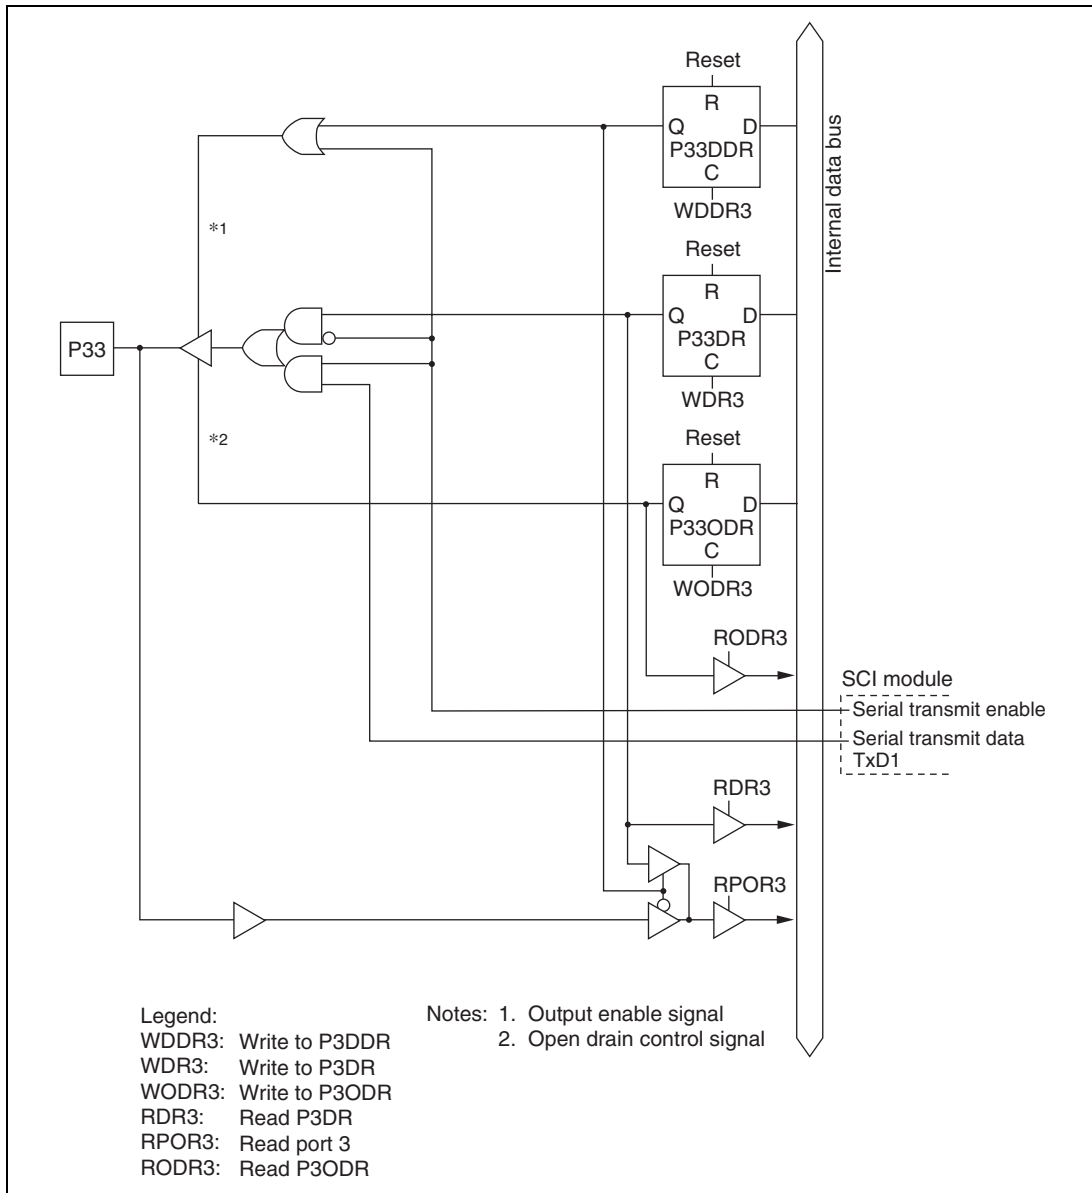 Reset
R
Q D
P33DDR
C
WDDR3
Internal data bus
*1
Reset
R
Q D
P33DR
C
WDR3
P33
*2
Reset
R
Q D
P33ODR
C
WODR3
RODR3
SCI module
Serial transmit enable
Serial transmit data
TxD1
RDR3
RPOR3
Legend:
WDDR3: Write to P3DDR
WDR3: Write to P3DR
WODR3: Write to P3ODR
RDR3: Read P3DR
RPOR3: Read port 3
RODR3: Read P3ODR
Notes: 1. Output enable signal
2. Open drain control signal